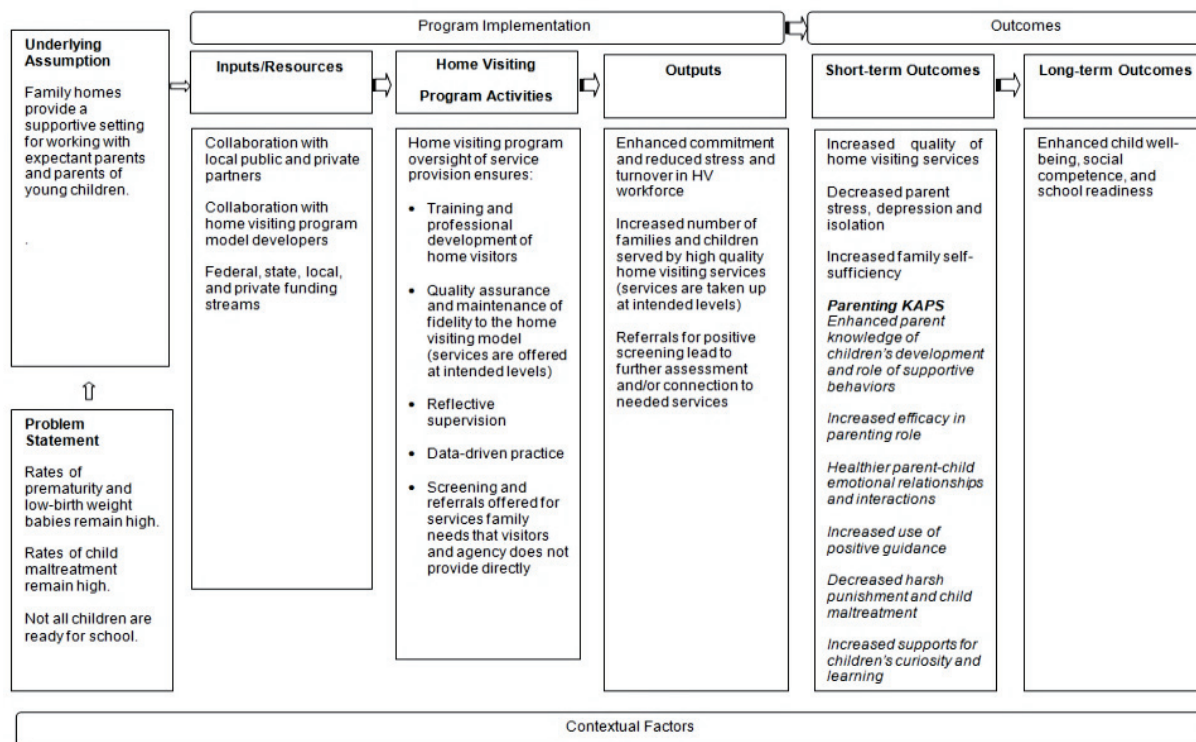 Program Implementation
Outcomes
Underlying
Assumption
Family homes
provide a
supportive setting
for working with
expectant parents
and parents of
young children.
.
Problem
Statement
Rates of
prematurity and
low-birth weight
babies remain high.
Rates of child
maltreatment
remain high.
Not all children are
ready for school.
Inputs/Resources
Collaboration with
local public and private
partners
Collaboration with
home visiting program
model developers
Federal, state, local,
and private funding
streams
Home Visiting
Program Activities
Home visiting program
oversight of service
provision ensures:
• Training and
professional
development of
home visitors
• Quality assurance
and maintenance of
fidelity to the home
visiting model
(services are offered
at intended levels)
• Reflective
supervision
• Data-driven practice
• Screening and
referrals offered for
services family
needs that visitors
and agency does not
provide directly
Outputs
Enhanced commitment
and reduced stress and
turnover in HV
workforce
Increased number of
families and children
served by high quality
home visiting services
(services are taken up
at intended levels)
Referrals for positive
screening lead to
further assessment
and/or connection to
needed services
Short-term Outcomes
Increased quality of
home visiting services
Decreased parent
stress, depression and
isolation
Increased family self-
sufficiency
Parenting KAPS
Enhanced parent
knowledge of
children's development
and role of supportive
behaviors
Increased efficacy in
parenting role
Healthier parent-child
emotional relationships
and interactions
Increased use of
positive guidance
Decreased harsh
punishment and child
maltreatment
Increased supports for
children's curiosity and
learning
Long-term Outcomes
Enhanced child well-
being, social
competence, and
school readiness
Contextual Factors